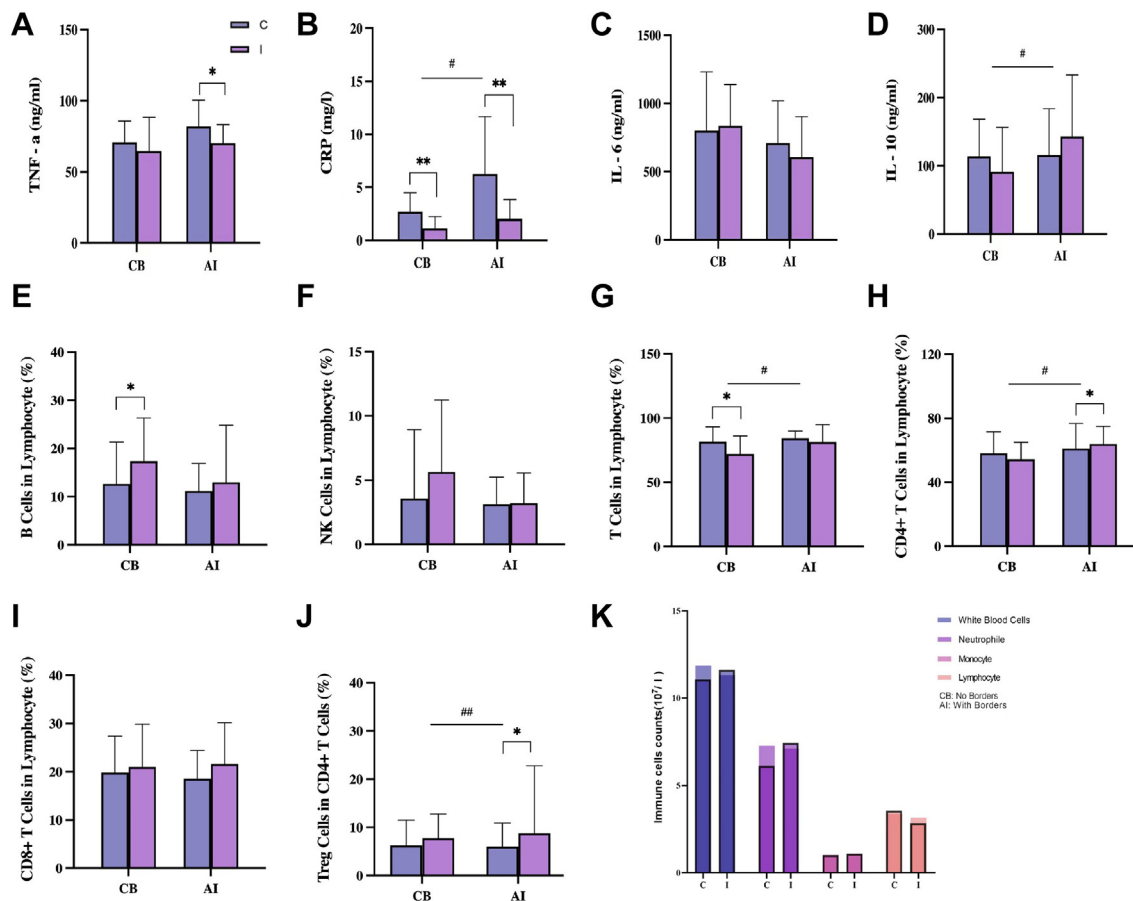 A
TNF - a (ng/ml)
150
100
50
0
C
I
*
CB
AI
B
CRP (mg/l)
20
15
10
5
0
#
**
**
CB
AI
C
IL - 6 (ng/ml)
1500
1000
500
0
CB
AI
D
IL - 10 (ng/ml)
300
200
100
0
#
CB
AI
E
B Cells in Lymphocyte (%)
40
30
20
10
0
*
CB
AI
F
NK Cells in Lymphocyte (%)
15
10
5
0
CB
AI
G
T Cells in Lymphocyte (%)
150
100
50
0
#
*
CB
AI
H
CD4+ T Cells in Lymphocyte (%)
120
80
40
0
#
*
CB
AI
I
CD8+ T Cells in Lymphocyte (%)
40
30
20
10
0
CB
AI
J
Treg Cells in CD4+ T Cells (%)
40
30
20
10
0
##
*
CB
AI
K
Immune cells counts(10⁷/ l )
15
10
5
0
C
I
C
I
C
I
C
I
White Blood Cells
Neutrophile
Monocyte
Lymphocyte
CB: No Borders
AI: With Borders